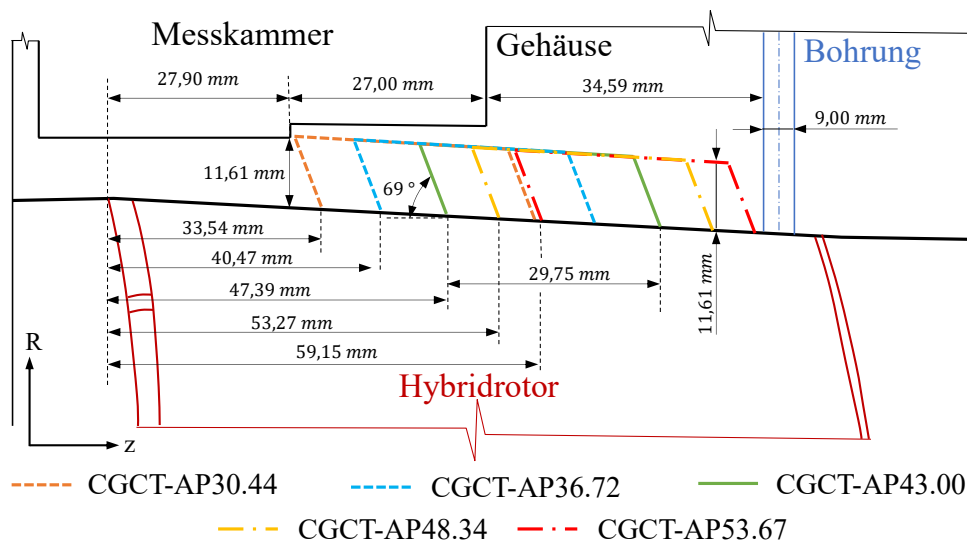 Messkammer
Gehäuse
Bohrung
27,90 mm
27,00 mm
34,59 mm
9,00 mm
11,61 mm
69 °
33,54 mm
40,47 mm
29,75 mm
11,61 mm
47,39 mm
53,27 mm
59,15 mm
R
z
Hybridrotor
CGCT-AP30.44
CGCT-AP36.72
CGCT-AP43.00
CGCT-AP48.34
CGCT-AP53.67